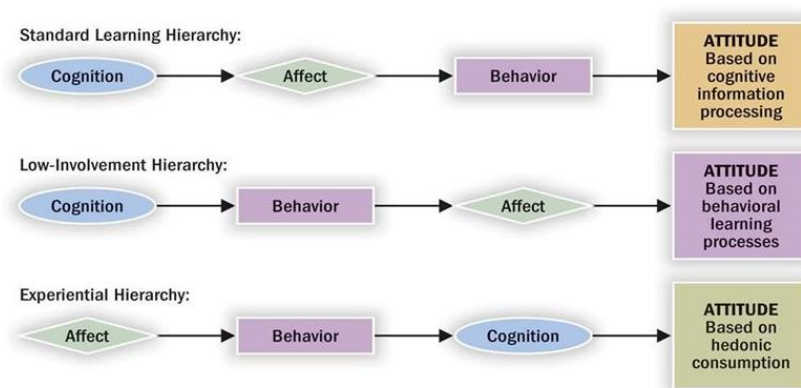 Standard Learning Hierarchy:
Cognition
Affect
Behavior
ATTITUDE
Based on
cognitive
information
processing
Low-Involvement Hierarchy:
Cognition
Behavior
Affect
ATTITUDE
Based on
behavioral
learning
processes
Experiential Hierarchy:
Affect
Behavior
Cognition
ATTITUDE
Based on
hedonic
consumption